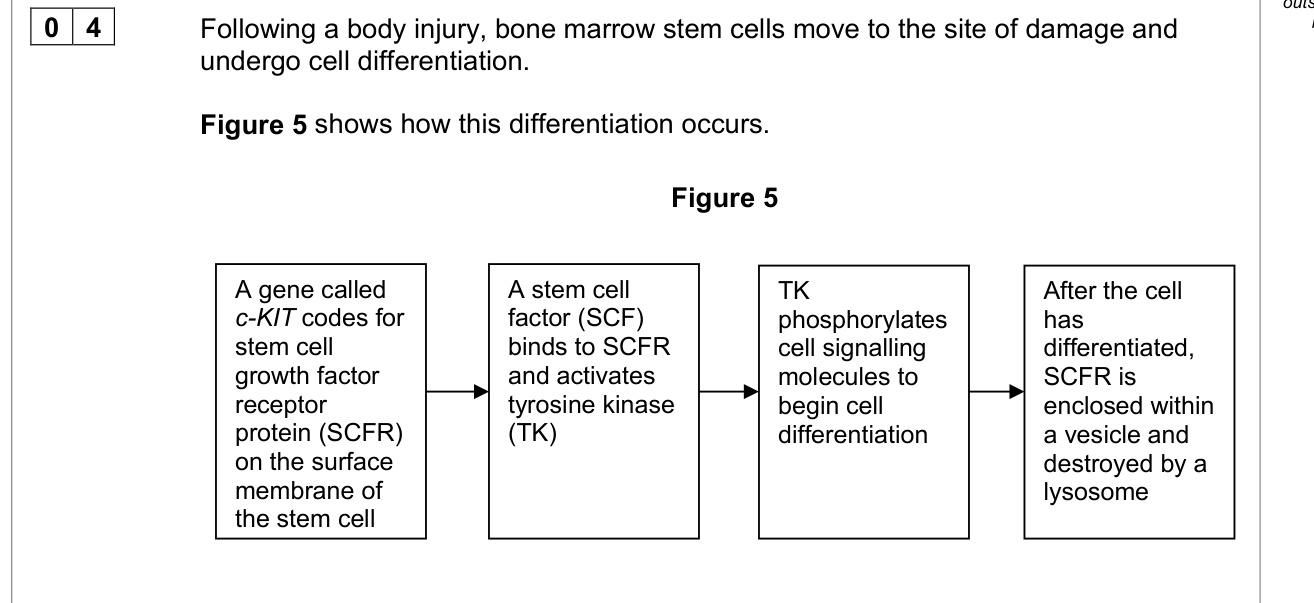 0 4
Following a body injury, bone marrow stem cells move to the site of damage and
undergo cell differentiation.
Figure 5 shows how this differentiation occurs.
Figure 5
A gene called
c-KIT codes for
stem cell
growth factor
receptor
protein (SCFR)
on the surface
membrane of
the stem cell
A stem cell
factor (SCF)
binds to SCFR
and activates
tyrosine kinase
(TK)
TK
phosphorylates
cell signalling
molecules to
begin cell
differentiation
After the cell
has
differentiated,
SCFR is
enclosed within
a vesicle and
destroyed by a
lysosome